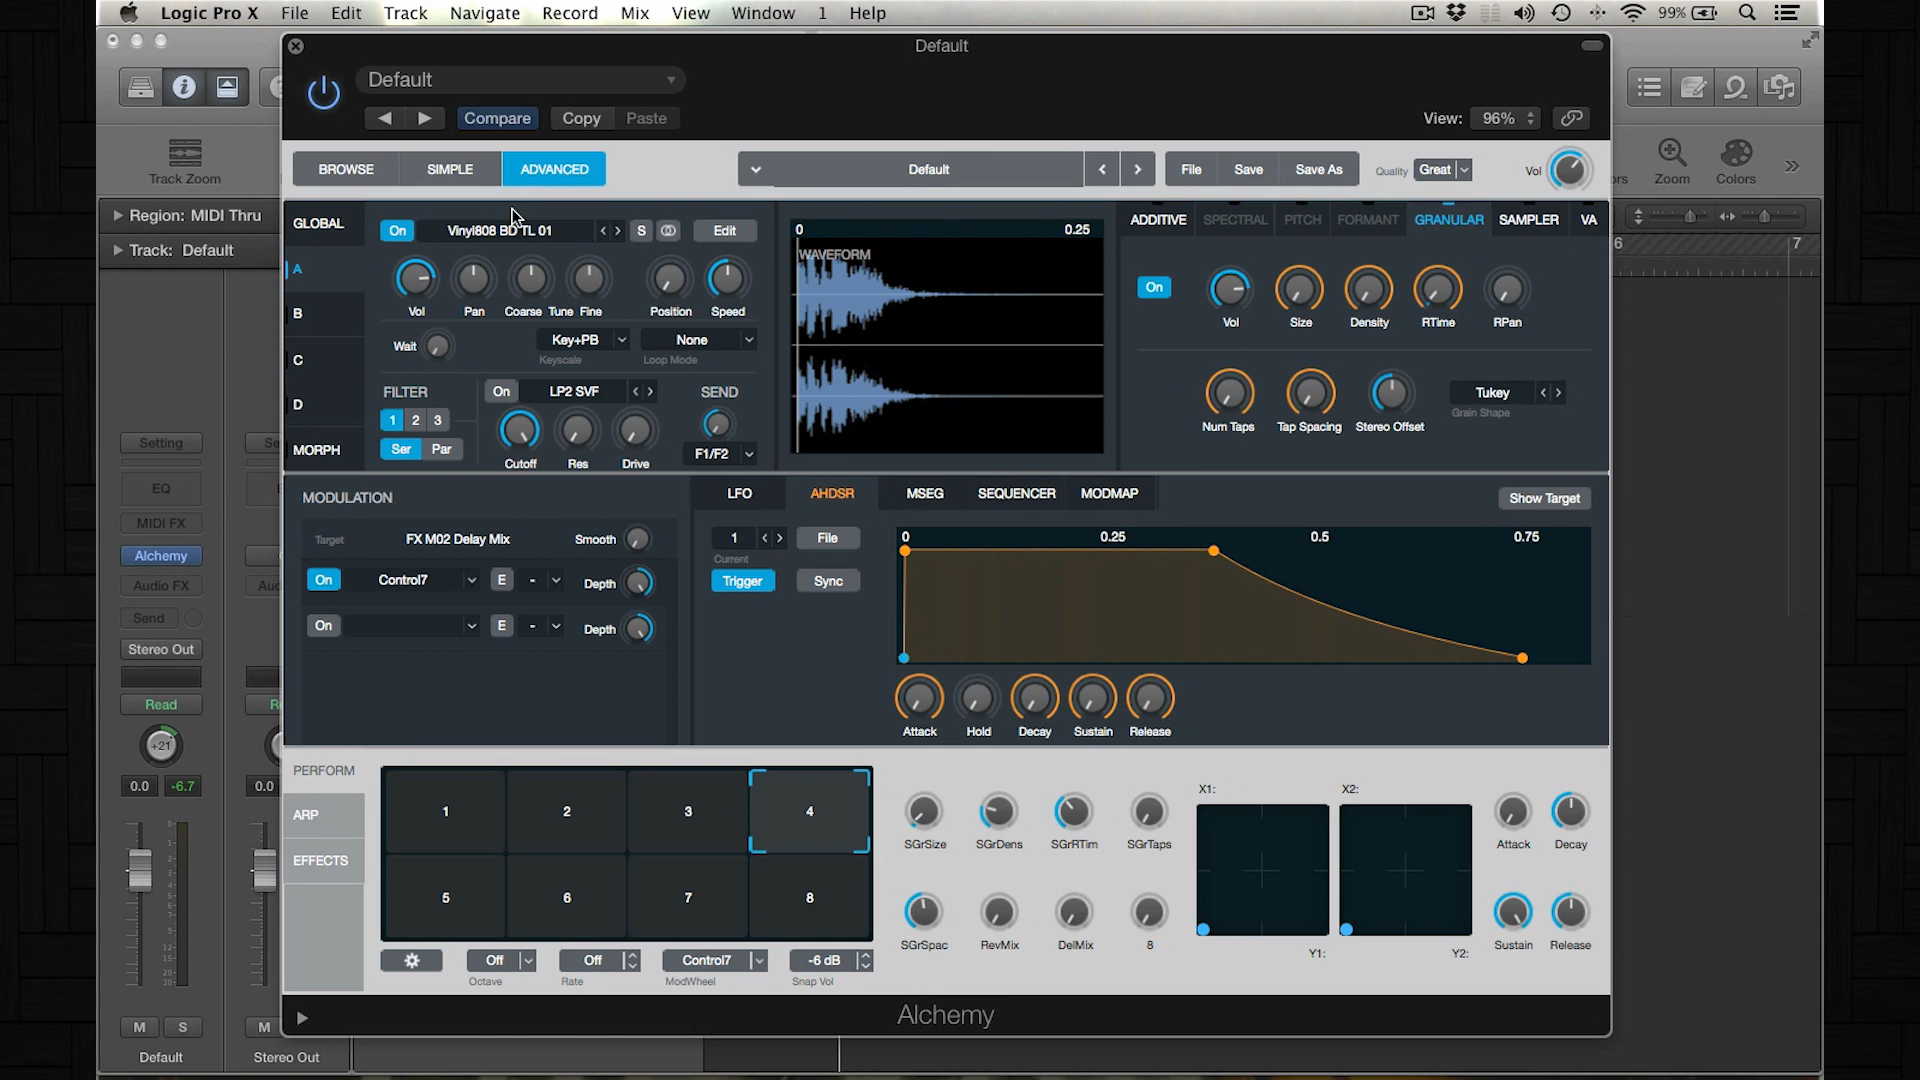 Logic Pro X File Edit Track Navigate Record Mix View Window 1 Help 99%
Default
Default
Compare Copy Paste View: 96%
Track Zoom Zoom Colors
BROWSE SIMPLE ADVANCED Default File Save Save As Quality Great Vol
Region: MIDI Thru
Track: Default
6 7
GLOBAL On Vinyl808 BD TL 01 S Edit
0 0.25
WAVEFORM
ADDITIVE SPECTRAL PITCH FORMANT GRANULAR SAMPLER VA
A
B
C
D
MORPH
Vol Pan Coarse Tune Fine Position Speed
Wait Key+PB None
Keyscale Loop Mode
FILTER On LP2 SVF SEND
1 2 3
Ser Par F1/F2
Cutoff Res Drive
On
Vol Size Density RTime RPan
Tukey
Grain Shape
Num Taps Tap Spacing Stereo Offset
MODULATION
Target FX M02 Delay Mix Smooth
On Control7 E - Depth
On E - Depth
LFO AHDSR MSEG SEQUENCER MODMAP Show Target
1 File
Current
Trigger Sync
0 0.25 0.5 0.75
Attack Hold Decay Sustain Release
Setting
EQ
MIDI FX
Alchemy
Audio FX
Send
Stereo Out
Read
+21
0.0 -6.7 0.0
M S M
Default Stereo Out
PERFORM
ARP
EFFECTS
1 2 3 4
5 6 7 8
Off Off Control7 -6 dB
Octave Rate ModWheel Snap Vol
SGrSize SGrDens SGrRTim SGrTaps
SGrSpac RevMix DelMix 8
X1: X2:
Y1: Y2:
Attack Decay
Sustain Release
Alchemy